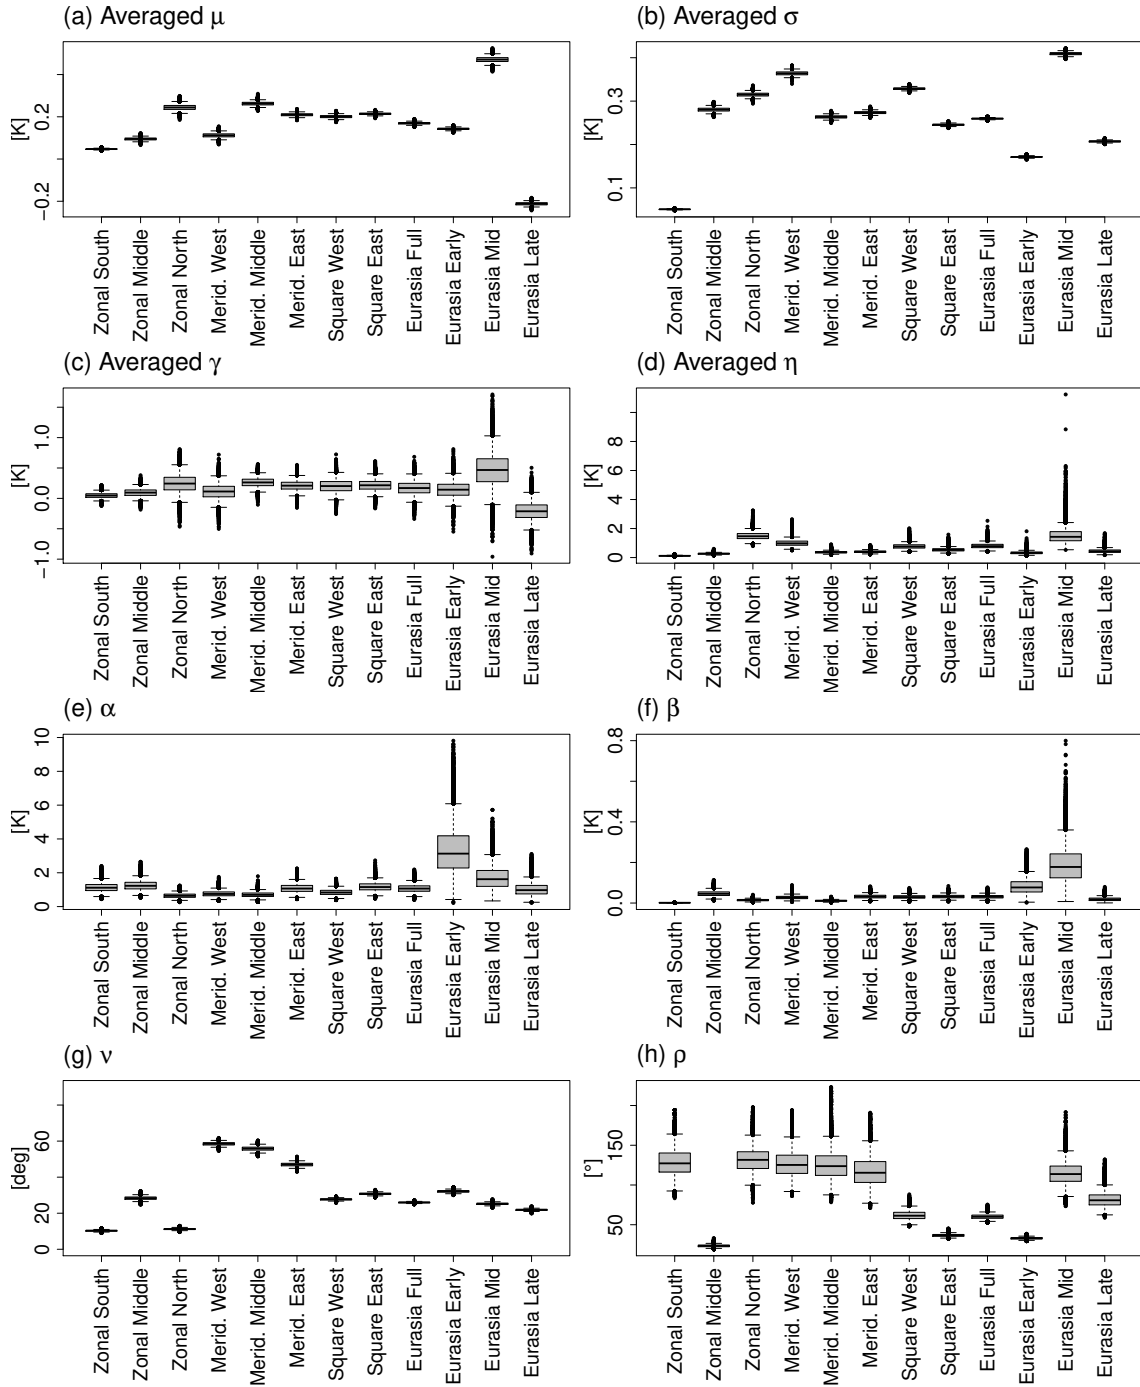 (a) Averaged μ
(b) Averaged σ
[K]
−0.2
0.2
Zonal South
Zonal Middle
Zonal North
Merid. West
Merid. Middle
Merid. East
Square West
Square East
Eurasia Full
Eurasia Early
Eurasia Mid
Eurasia Late
[K]
0.1
0.3
Zonal South
Zonal Middle
Zonal North
Merid. West
Merid. Middle
Merid. East
Square West
Square East
Eurasia Full
Eurasia Early
Eurasia Mid
Eurasia Late
(c) Averaged γ
(d) Averaged η
[K]
−1.0
0.0
1.0
Zonal South
Zonal Middle
Zonal North
Merid. West
Merid. Middle
Merid. East
Square West
Square East
Eurasia Full
Eurasia Early
Eurasia Mid
Eurasia Late
[K]
0
2
4
6
8
Zonal South
Zonal Middle
Zonal North
Merid. West
Merid. Middle
Merid. East
Square West
Square East
Eurasia Full
Eurasia Early
Eurasia Mid
Eurasia Late
(e) α
(f) β
[K]
0
2
4
6
8
10
Zonal South
Zonal Middle
Zonal North
Merid. West
Merid. Middle
Merid. East
Square West
Square East
Eurasia Full
Eurasia Early
Eurasia Mid
Eurasia Late
[K]
0.0
0.4
0.8
Zonal South
Zonal Middle
Zonal North
Merid. West
Merid. Middle
Merid. East
Square West
Square East
Eurasia Full
Eurasia Early
Eurasia Mid
Eurasia Late
(g) ν
(h) ρ
[deg]
0
20
60
Zonal South
Zonal Middle
Zonal North
Merid. West
Merid. Middle
Merid. East
Square West
Square East
Eurasia Full
Eurasia Early
Eurasia Mid
Eurasia Late
[°]
50
150
Zonal South
Zonal Middle
Zonal North
Merid. West
Merid. Middle
Merid. East
Square West
Square East
Eurasia Full
Eurasia Early
Eurasia Mid
Eurasia Late